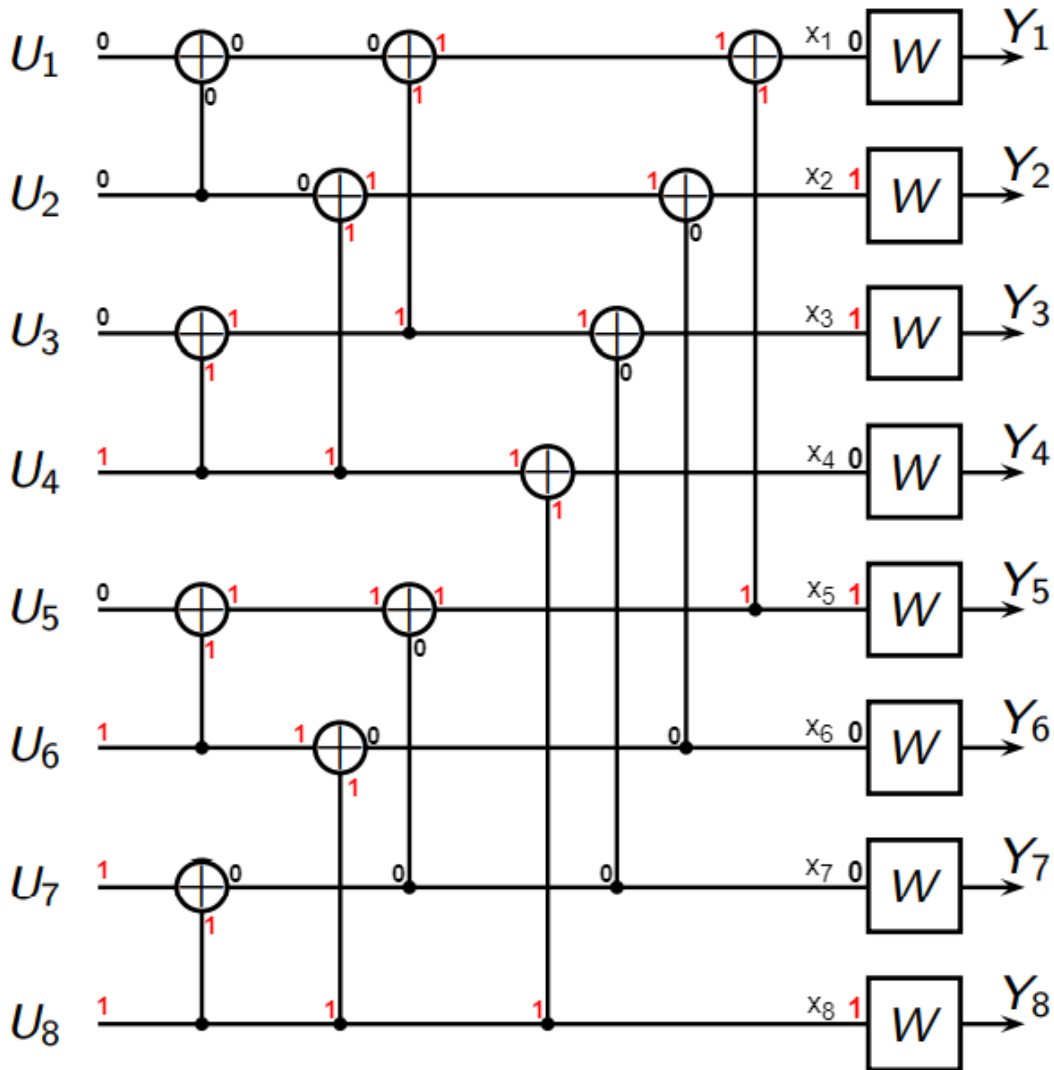 U₁ 0 0 0 0 1 1 1 1 x₁ 0 W Y₁
U₂ 0 0 1 1 1 0 x₂ 1 W Y₂
U₃ 0 1 1 1 1 0 x₃ 1 W Y₃
U₄ 1 1 1 1 x₄ 0 W Y₄
U₅ 0 1 1 1 1 0 1 x₅ 1 W Y₅
U₆ 1 1 0 1 0 x₆ 0 W Y₆
U₇ 1 0 1 0 0 x₇ 0 W Y₇
U₈ 1 1 1 x₈ 1 W Y₈